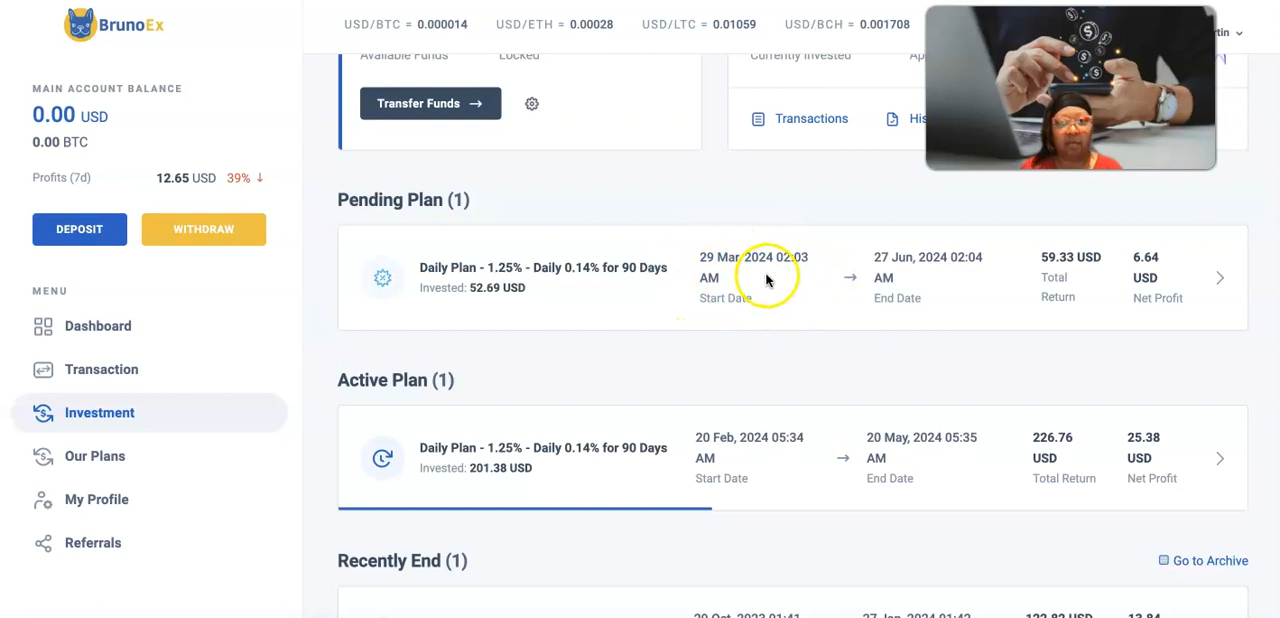 BrunoEx
USD/BTC = 0.000014 USD/ETH = 0.00028 USD/LTC = 0.01059 USD/BCH = 0.001708
rtin
MAIN ACCOUNT BALANCE
0.00 USD
0.00 BTC
Profits (7d) 12.65 USD 39% ↓
DEPOSIT WITHDRAW
MENU
Dashboard
Transaction
Investment
Our Plans
My Profile
Referrals
Available Funds Locked
Currently Invested
Transfer Funds →
Transactions
Pending Plan (1)
Daily Plan - 1.25% - Daily 0.14% for 90 Days
Invested: 52.69 USD
29 Mar, 2024 02:03
AM
Start Date
→
27 Jun, 2024 02:04
AM
End Date
59.33 USD
Total
Return
6.64
USD
Net Profit
Active Plan (1)
Daily Plan - 1.25% - Daily 0.14% for 90 Days
Invested: 201.38 USD
20 Feb, 2024 05:34
AM
Start Date
→
20 May, 2024 05:35
AM
End Date
226.76
USD
Total Return
25.38
USD
Net Profit
Recently End (1)
Go to Archive